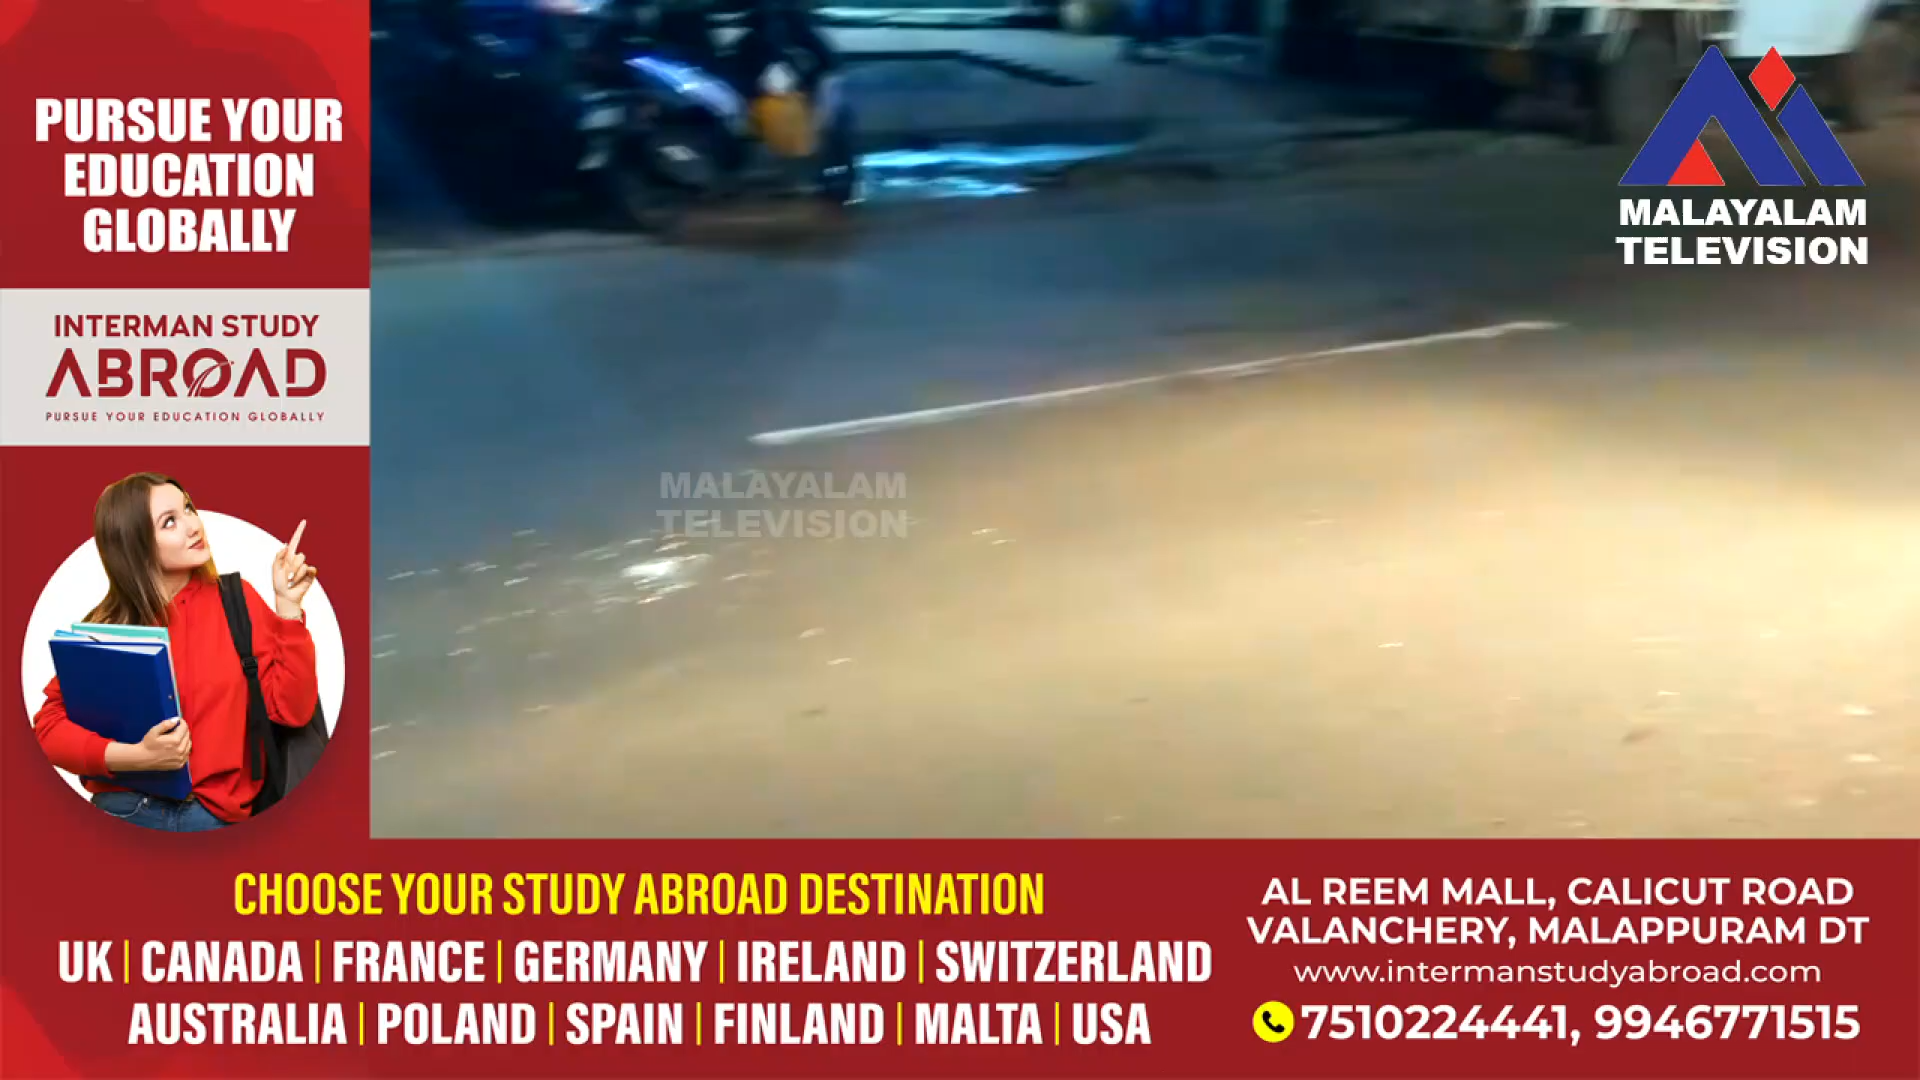 PURSUE YOUR
EDUCATION
GLOBALLY
INTERMAN STUDY
ABROAD
PURSUE YOUR EDUCATION GLOBALLY
MALAYALAM
TELEVISION
MALAYALAM
TELEVISION
CHOOSE YOUR STUDY ABROAD DESTINATION
UK | CANADA | FRANCE | GERMANY | IRELAND | SWITZERLAND
AUSTRALIA | POLAND | SPAIN | FINLAND | MALTA | USA
AL REEM MALL, CALICUT ROAD
VALANCHERY, MALAPPURAM DT
www.intermanstudyabroad.com
7510224441, 9946771515